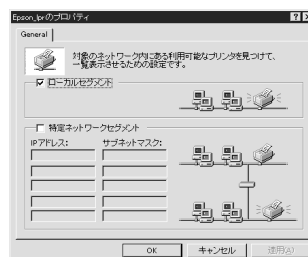 Epson_lprのプロパティ
General
対象のネットワーク内にある利用可能なプリンタを見つけて、
一覧表示させるための設定です。
ローカルセグメント
特定ネットワークセグメント
IPアドレス: サブネットマスク:
OK キャンセル 適用(A)